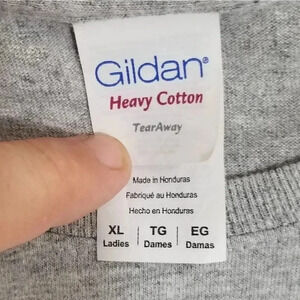 Gildan®
Heavy Cotton
TearAway
Made in Honduras
Fabriqué au Honduras
Hecho en Honduras
XL TG EG
Ladies Dames Damas